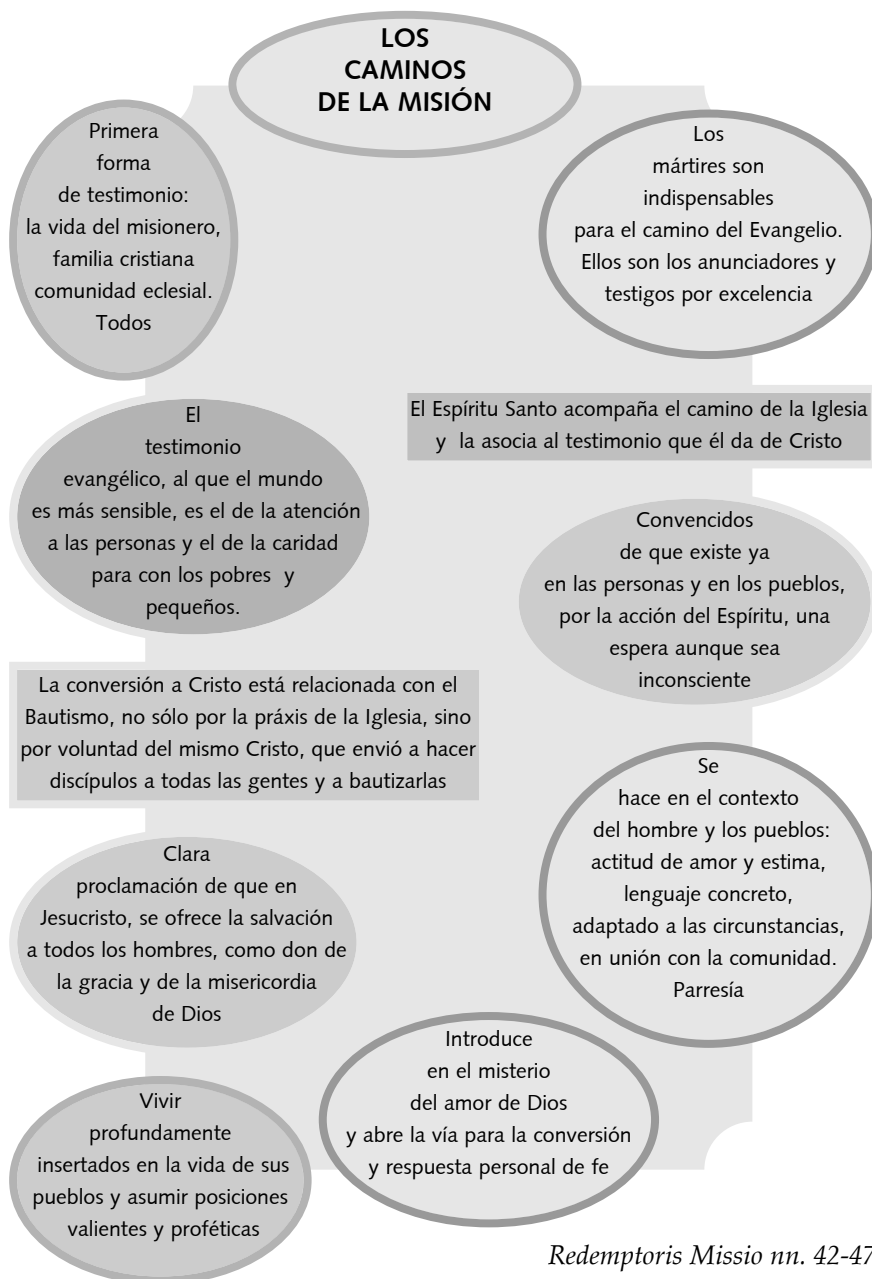 LOS
CAMINOS
DE LA MISIÓN
Primera
forma
de testimonio:
la vida del misionero,
familia cristiana
comunidad eclesial.
Todos
Los
mártires son
indispensables
para el camino del Evangelio.
Ellos son los anunciadores y
testigos por excelencia
El
testimonio
evangélico, al que el mundo
es más sensible, es el de la atención
a las personas y el de la caridad
para con los pobres y
pequeños.
El Espíritu Santo acompaña el camino de la Iglesia
y la asocia al testimonio que él da de Cristo
Convencidos
de que existe ya
en las personas y en los pueblos,
por la acción del Espíritu, una
espera aunque sea
inconsciente
La conversión a Cristo está relacionada con el
Bautismo, no sólo por la práxis de la Iglesia, sino
por voluntad del mismo Cristo, que envió a hacer
discípulos a todas las gentes y a bautizarlas
Se
hace en el contexto
del hombre y los pueblos:
actitud de amor y estima,
lenguaje concreto,
adaptado a las circunstancias,
en unión con la comunidad.
Parresía
Clara
proclamación de que en
Jesucristo, se ofrece la salvación
a todos los hombres, como don de
la gracia y de la misericordia
de Dios
Introduce
en el misterio
del amor de Dios
y abre la vía para la conversión
y respuesta personal de fe
Vivir
profundamente
insertados en la vida de sus
pueblos y asumir posiciones
valientes y proféticas
Redemptoris Missio nn. 42-47